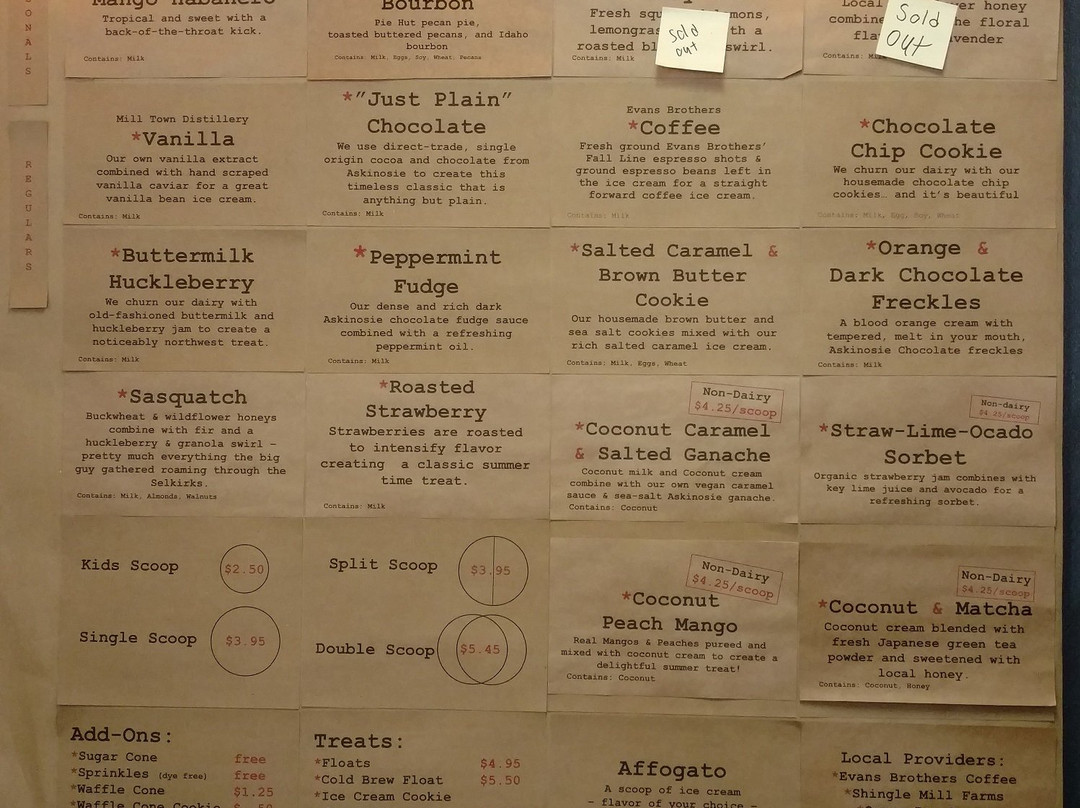 O
N
A
L
S
Mango Habanero
Tropical and sweet with a
back-of-the-throat kick.
Contains: Milk
Bourbon
Pie Hut pecan pie,
toasted buttered pecans, and Idaho
bourbon
Contains: Milk, Eggs, Soy, Wheat, Pecans
Fresh lemons,
with a
roasted swirl.
Contains: Milk
Sold
out
Local honey
combine the floral
Contains: Milk
Sold
Out
R
E
G
U
L
A
R
S
Mill Town Distillery
*Vanilla
Our own vanilla extract
combined with hand scraped
vanilla caviar for a great
vanilla bean ice cream.
Contains: Milk
*"Just Plain"
Chocolate
We use direct-trade, single
origin cocoa and chocolate from
Askinosie to create this
timeless classic that is
anything but plain.
Contains: Milk
Evans Brothers
*Coffee
Fresh ground Evans Brothers'
Fall Line espresso shots &
ground espresso beans left in
the ice cream for a straight
forward coffee ice cream.
Contains: Milk
*Chocolate
Chip Cookie
We churn our dairy with our
housemade chocolate chip
cookies… and it's beautiful
Contains: Milk, Egg, Soy, Wheat
*Buttermilk
Huckleberry
We churn our dairy with
old-fashioned buttermilk and
huckleberry jam to create a
noticeably northwest treat.
Contains: Milk
*Peppermint
Fudge
Our dense and rich dark
Askinosie chocolate fudge sauce
combined with a refreshing
peppermint oil.
Contains: Milk
*Salted Caramel &
Brown Butter
Cookie
Our housemade brown butter and
sea salt cookies mixed with our
rich salted caramel ice cream.
Contains: Milk, Eggs, Wheat
*Orange &
Dark Chocolate
Freckles
A blood orange cream with
tempered, melt in your mouth,
Askinosie Chocolate freckles
Contains: Milk
*Sasquatch
Buckwheat & wildflower honeys
combine with fir and a
huckleberry & granola swirl –
pretty much everything the big
guy gathered roaming through the
Selkirks.
Contains: Milk, Almonds, Walnuts
*Roasted
Strawberry
Strawberries are roasted
to intensify flavor
creating a classic summer
time treat.
Contains: Milk
Non-Dairy
$4.25/scoop
*Coconut Caramel
& Salted Ganache
Coconut milk and Coconut cream
combine with our own vegan caramel
sauce & sea-salt Askinosie ganache.
Contains: Coconut
Non-dairy
$4.25/scoop
*Straw-Lime-Ocado
Sorbet
Organic strawberry jam combines with
key lime juice and avocado for a
refreshing sorbet.
Kids Scoop $2.50
Single Scoop $3.95
Split Scoop $3.95
Double Scoop $5.45
Non-Dairy
$4.25/scoop
*Coconut
Peach Mango
Real Mangos & Peaches pureed and
mixed with coconut cream to create a
delightful summer treat!
Contains: Coconut
Non-Dairy
$4.25/scoop
*Coconut & Matcha
Coconut cream blended with
fresh Japanese green tea
powder and sweetened with
local honey.
Contains: Coconut, Honey
Add-Ons:
*Sugar Cone free
*Sprinkles (dye free) free
*Waffle Cone $1.25
*Waffle Cone Cookie .50
Treats:
*Floats $4.95
*Cold Brew Float $5.50
*Ice Cream Cookie
Affogato
A scoop of ice cream
– flavor of your choice –
Local Providers:
*Evans Brothers Coffee
*Shingle Mill Farms